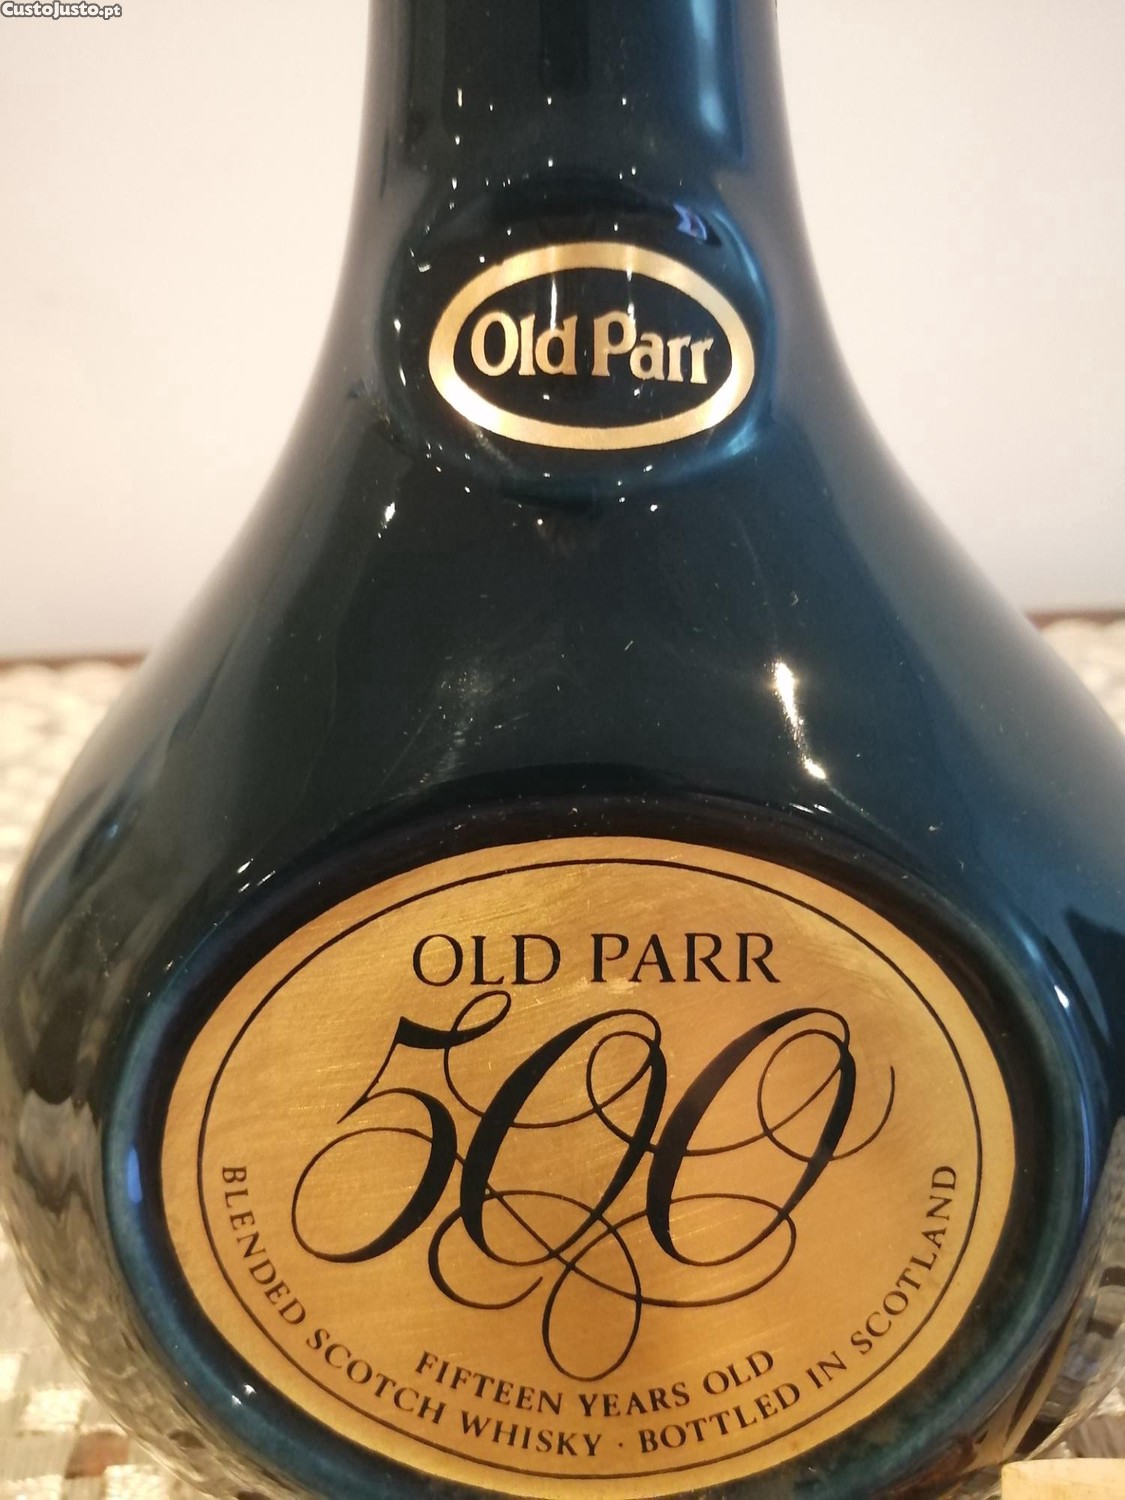 CustoJusto.pt
Old Parr
OLD PARR
500
FIFTEEN YEARS OLD
BLENDED SCOTCH WHISKY · BOTTLED IN SCOTLAND